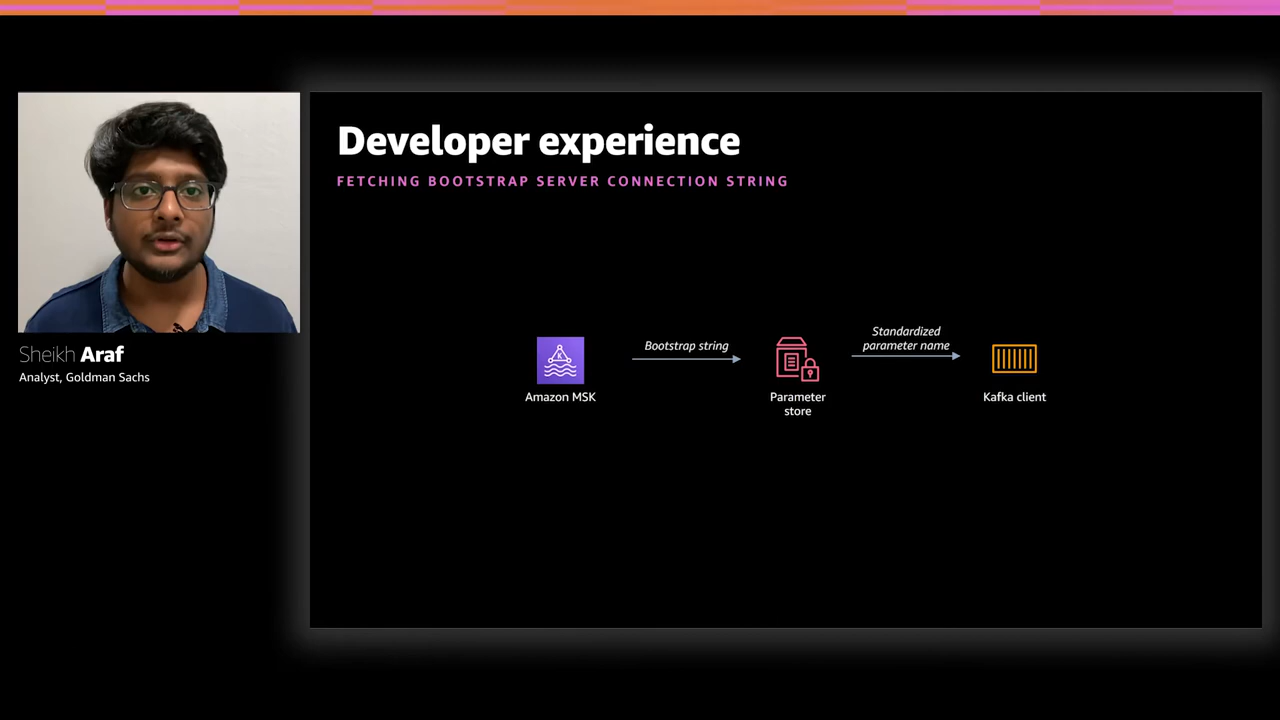 Developer experience
FETCHING BOOTSTRAP SERVER CONNECTION STRING
Sheikh Araf
Analyst, Goldman Sachs
Bootstrap string
Standardized
parameter name
Amazon MSK
Parameter
store
Kafka client